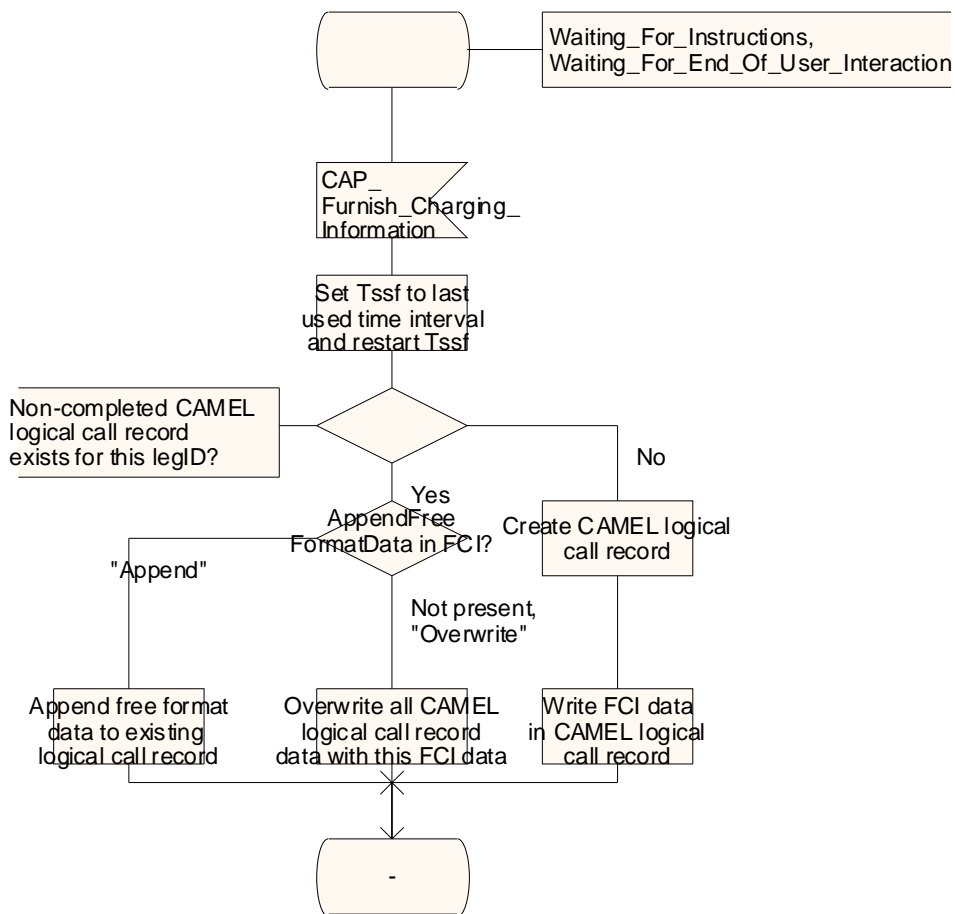 Waiting_For_Instructions,
Waiting_For_End_Of_User_Interaction
CAP_
Furnish_Charging_
Information
Set Tssf to last
used time interval
and restart Tssf
Non-completed CAMEL
logical call record
exists for this legID?
No
Yes
AppendFree
FormatData in FCI?
Create CAMEL logical
call record
"Append"
Not present,
"Overwrite"
Append free format
data to existing
logical call record
Overwrite all CAMEL
logical call record
data with this FCI data
Write FCI data
in CAMEL logical
call record
-